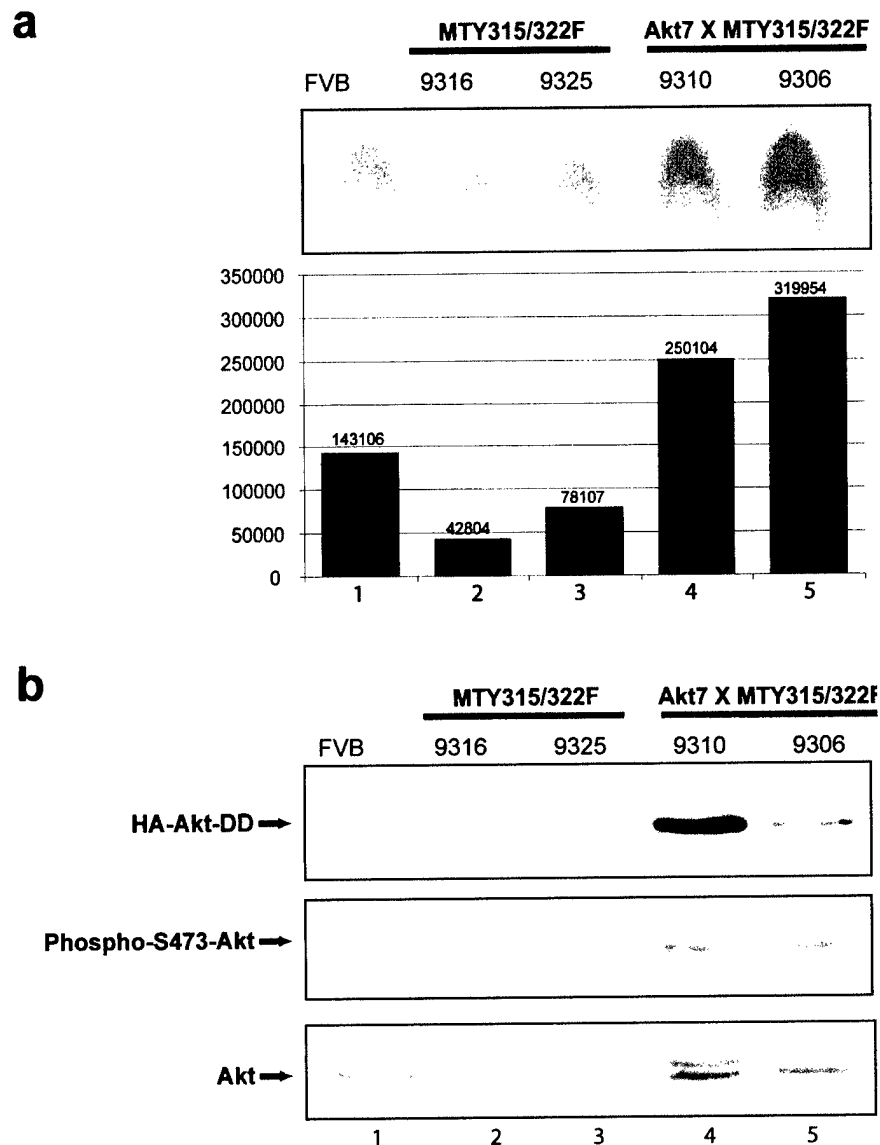 a
MTY315/322F Akt7 X MTY315/322F
FVB 9316 9325 9310 9306
350000
300000
250000
200000
150000
100000
50000
0
143106
42804
78107
250104
319954
1 2 3 4 5
b
MTY315/322F Akt7 X MTY315/322F
FVB 9316 9325 9310 9306
HA-Akt-DD
Phospho-S473-Akt
Akt
1 2 3 4 5